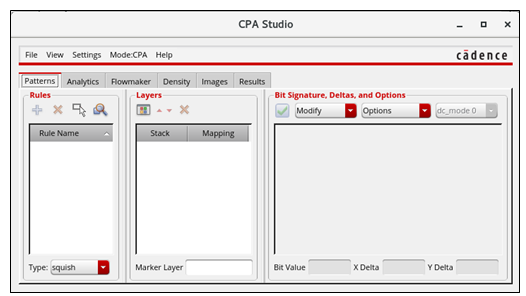 CPA Studio
File View Settings Mode:CPA Help
cādence
Patterns Analytics Flowmaker Density Images Results
Rules
Layers
Bit Signature, Deltas, and Options
Modify Options dc_mode 0
Rule Name
Stack Mapping
Type: squish
Marker Layer
Bit Value X Delta Y Delta